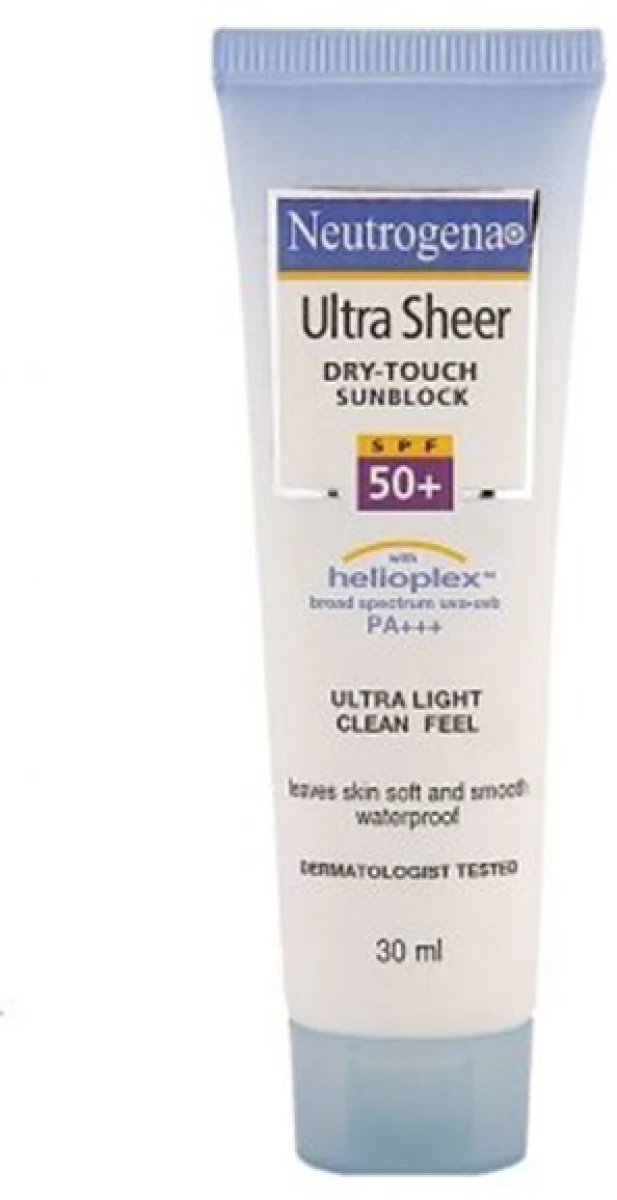 Neutrogena®
Ultra Sheer
DRY-TOUCH
SUNBLOCK
SPF
50+
with
helioplex™
broad spectrum uva-uvb
PA+++
ULTRA LIGHT
CLEAN FEEL
leaves skin soft and smooth
waterproof
DERMATOLOGIST TESTED
30 ml